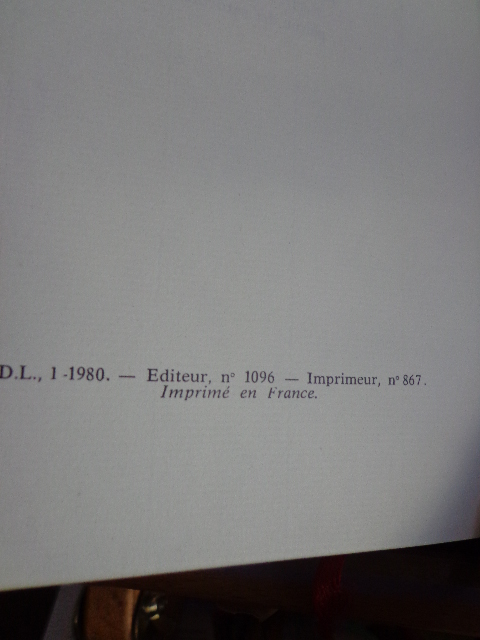 D.L., 1-1980. — Editeur, n° 1096 — Imprimeur, n° 867.
Imprimé en France.